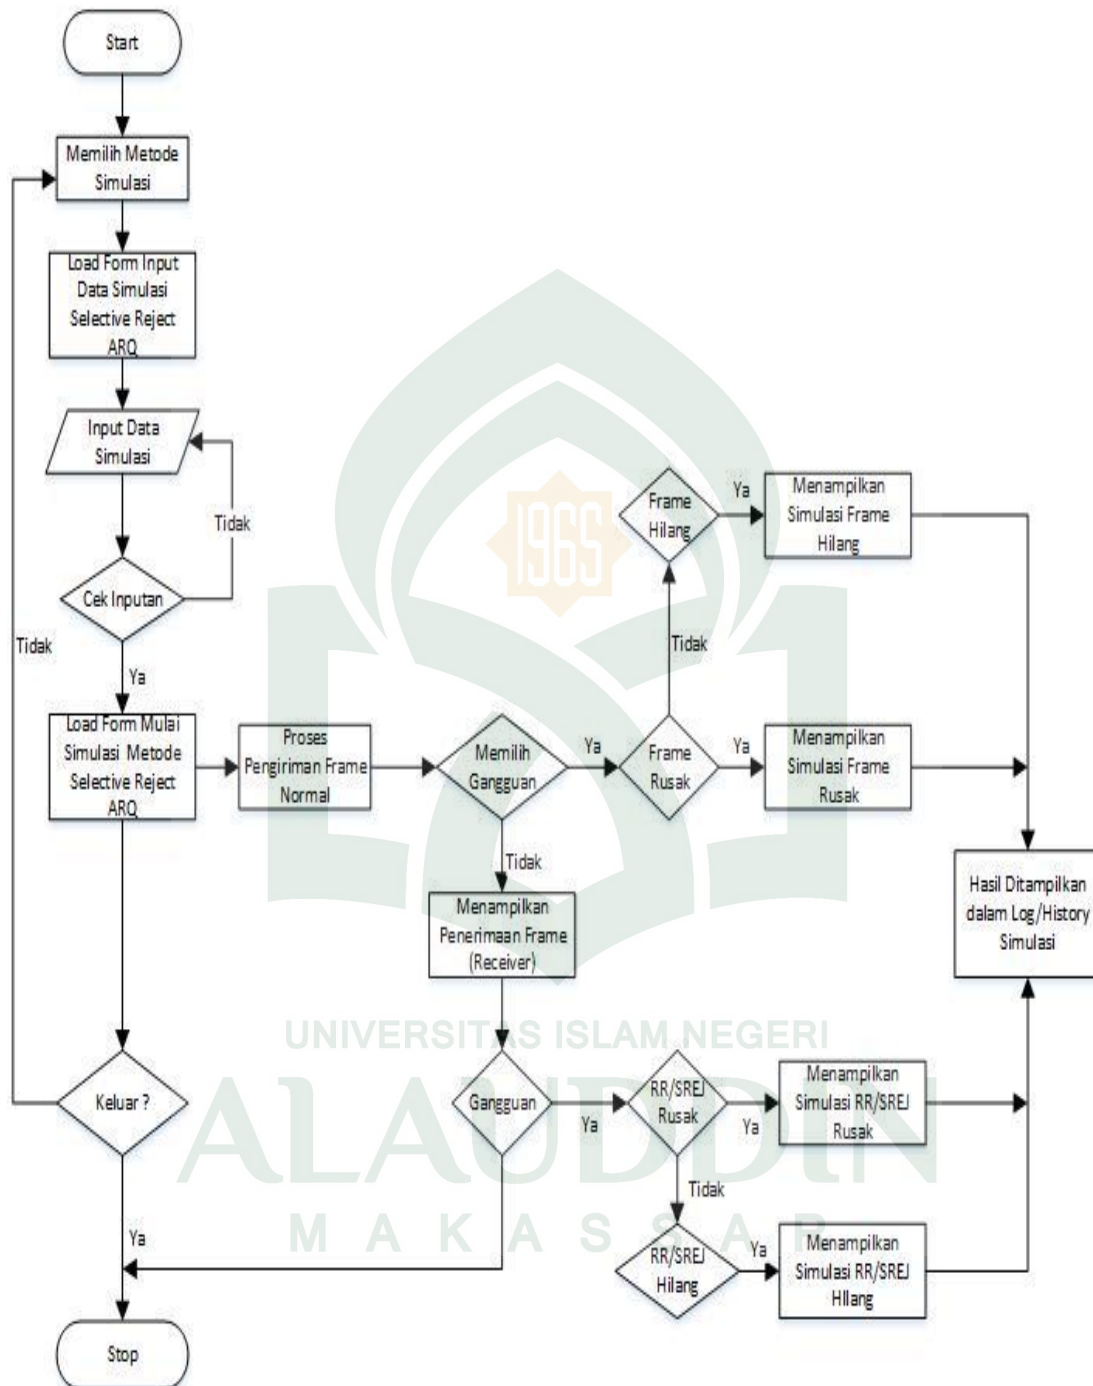 Start
Memilih Metode
Simulasi
Load Form Input
Data Simulasi
Selective Reject
ARQ
Input Data
Simulasi
Tidak
Cek Inputan
Tidak
Ya
Load Form Mulai
Simulasi Metode
Selective Reject
ARQ
Proses
Pengiriman Frame
Normal
Memilih
Gangguan
Ya
Frame
Rusak
Ya
Menampilkan
Simulasi Frame
Rusak
Tidak
Frame
Hilang
Ya
Menampilkan
Simulasi Frame
Hilang
1965
Tidak
Menampilkan
Penerimaan Frame
(Receiver)
Hasil Ditampilkan
dalam Log/History
Simulasi
UNIVERSITAS ISLAM NEGERI
ALAUDDIN
MAKASSAR
Keluar ?
Gangguan
Ya
RR/SREJ
Rusak
Ya
Menampilkan
Simulasi RR/SREJ
Rusak
Tidak
RR/SREJ
Hilang
Ya
Menampilkan
Simulasi RR/SREJ
HIlang
Ya
Stop